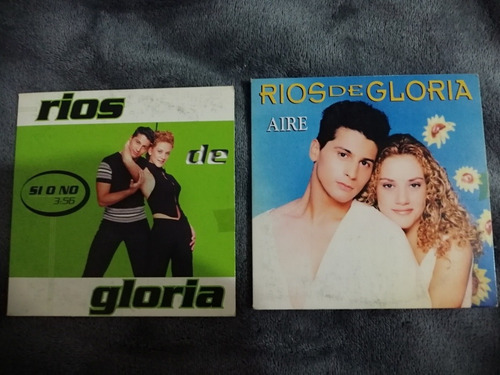 rios
de
SI O NO
3:56
gloria
RIOS DE GLORIA
AIRE